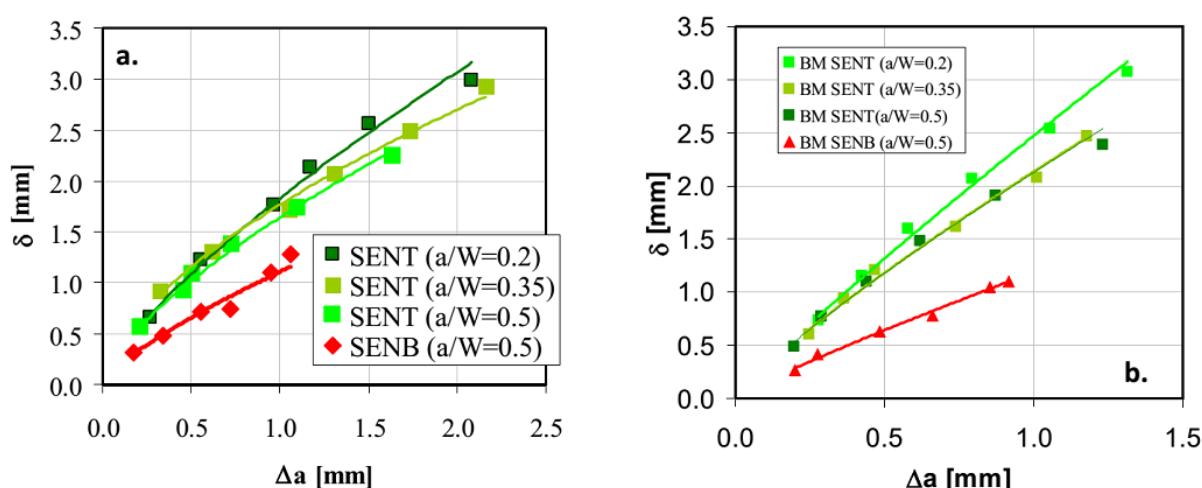 a.
3.5
3.0
2.5
2.0
1.5
1.0
0.5
0.0
δ [mm]
SENT (a/W=0.2)
SENT (a/W=0.35)
SENT (a/W=0.5)
SENB (a/W=0.5)
0.0 0.5 1.0 1.5 2.0 2.5
Δa [mm]
3.5
3.0
2.5
2.0
1.5
1.0
0.5
0.0
δ [mm]
BM SENT (a/W=0.2)
BM SENT (a/W=0.35)
BM SENT(a/W=0.5)
BM SENB (a/W=0.5)
b.
0.0 0.5 1.0 1.5
Δa [mm]